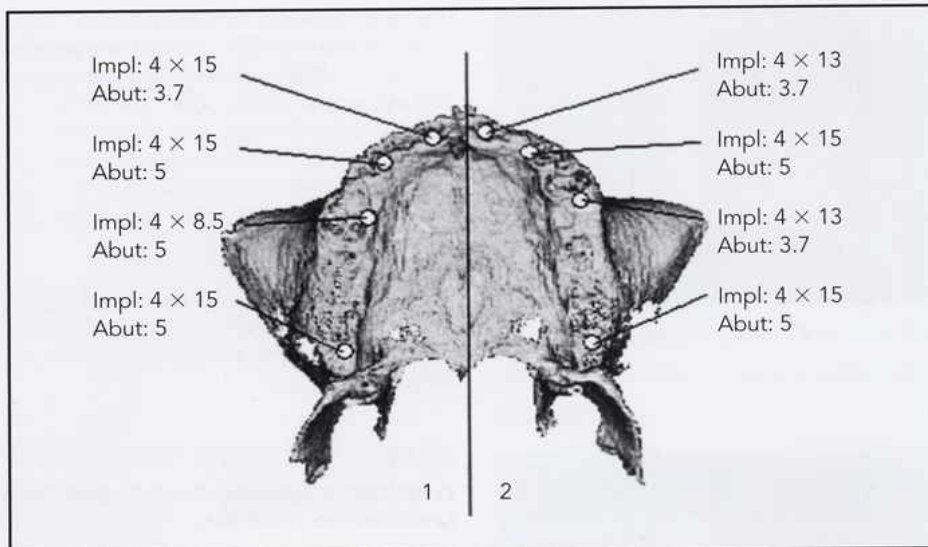 Impl: 4 × 15
Abut: 3.7
Impl: 4 × 15
Abut: 5
Impl: 4 × 8.5
Abut: 5
Impl: 4 × 15
Abut: 5
Impl: 4 × 13
Abut: 3.7
Impl: 4 × 15
Abut: 5
Impl: 4 × 13
Abut: 3.7
Impl: 4 × 15
Abut: 5
1 2